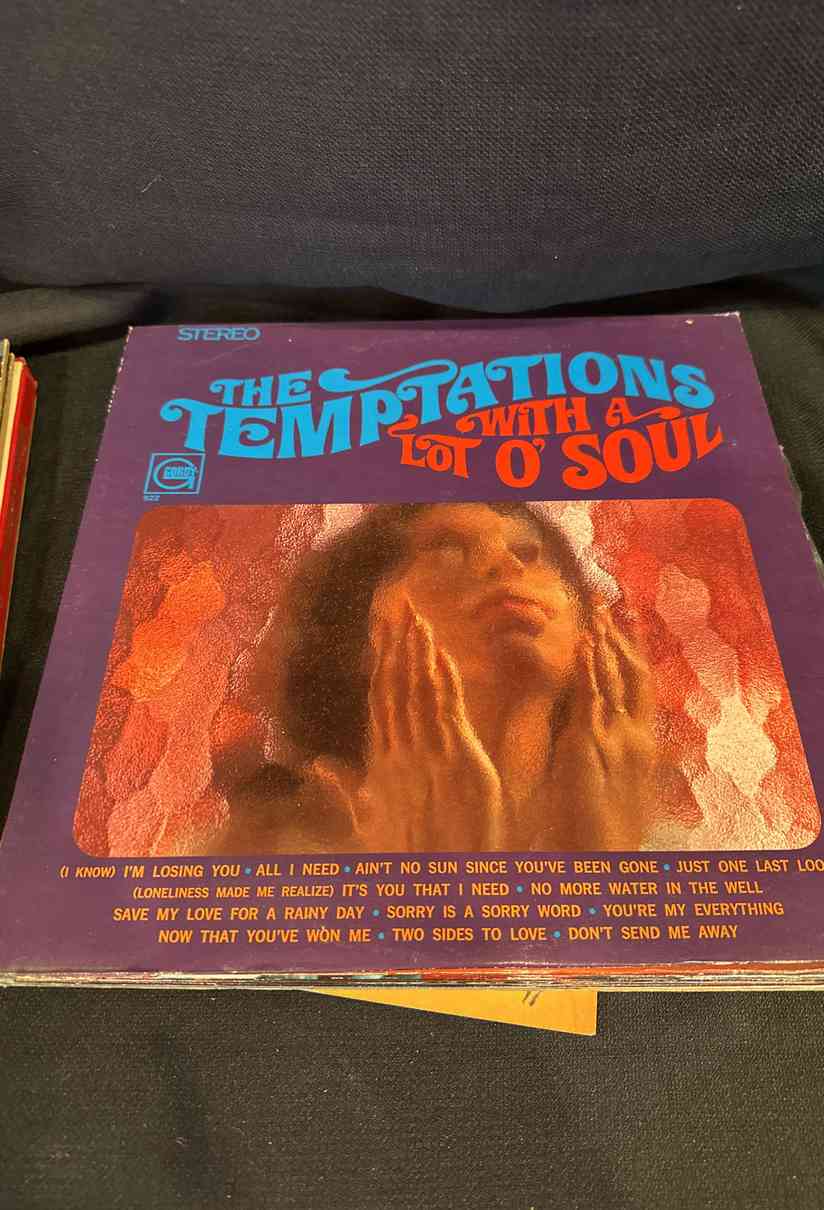 STEREO
THE
TEMPTATIONS
WITH A
LOT O' SOUL
GORDY
922
(I KNOW) I'M LOSING YOU • ALL I NEED • AIN'T NO SUN SINCE YOU'VE BEEN GONE • JUST ONE LAST LOO
(LONELINESS MADE ME REALIZE) IT'S YOU THAT I NEED • NO MORE WATER IN THE WELL
SAVE MY LOVE FOR A RAINY DAY • SORRY IS A SORRY WORD • YOU'RE MY EVERYTHING
NOW THAT YOU'VE WON ME • TWO SIDES TO LOVE • DON'T SEND ME AWAY